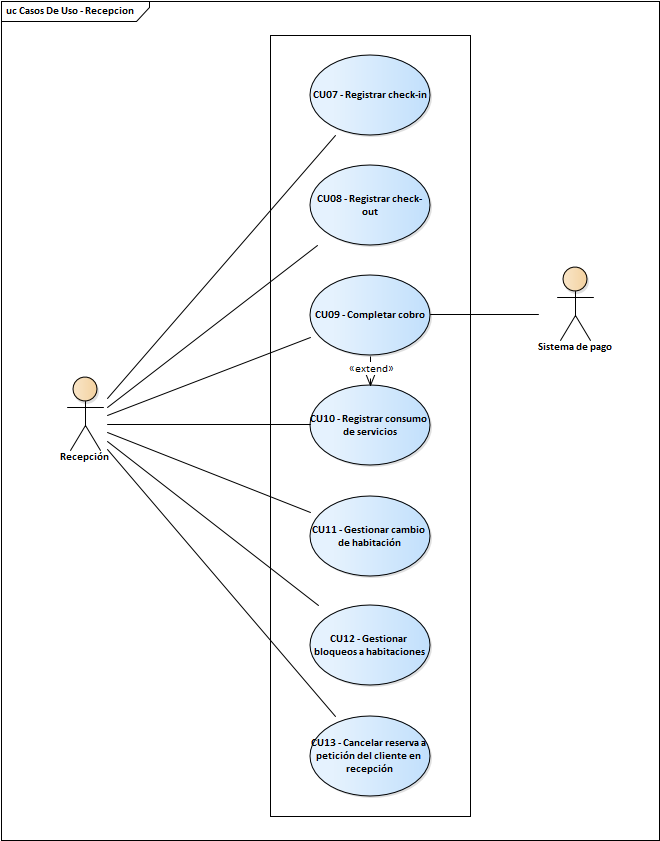 uc Casos De Uso - Recepcion
CU07 - Registrar check-in
CU08 - Registrar check-
out
CU09 - Completar cobro
Sistema de pago
«extend»
Recepción
CU10 - Registrar consumo
de servicios
CU11 - Gestionar cambio
de habitación
CU12 - Gestionar
bloqueos a habitaciones
CU13 - Cancelar reserva a
petición del cliente en
recepción